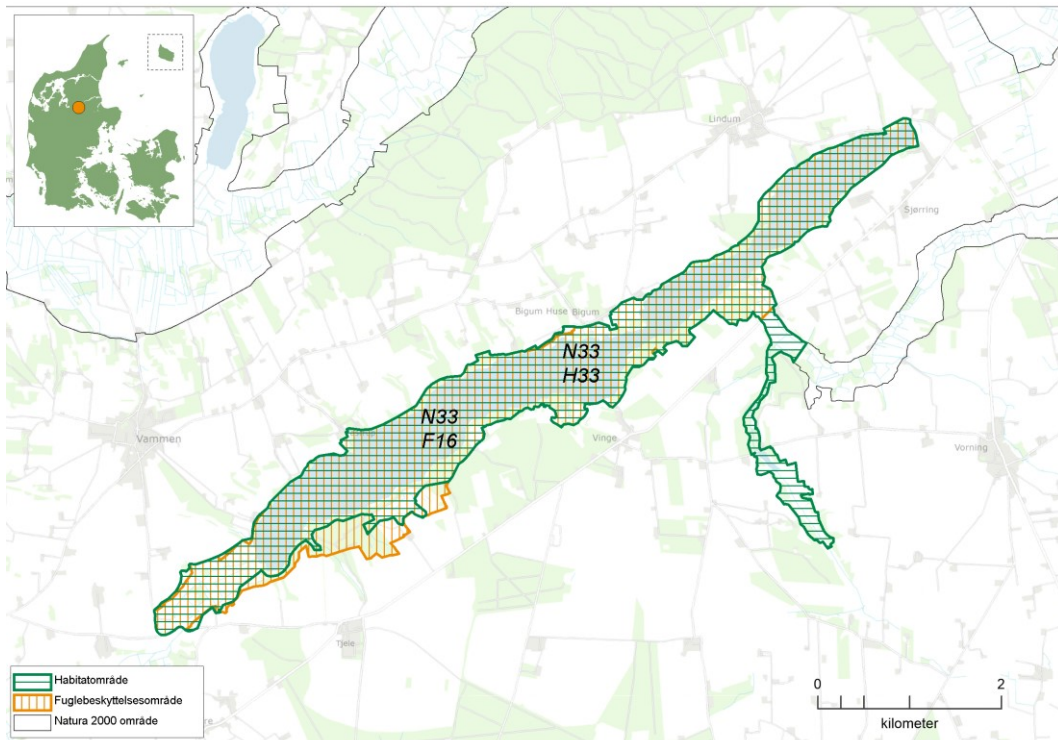 Lindum
Sjørring
Bigum Huse Bigum
N33
H33
N33
F16
Vammen
Vinge
Vorning
Tjele
Habitatområde
Fuglebeskyttelsesområde
Natura 2000 område
0 2
kilometer